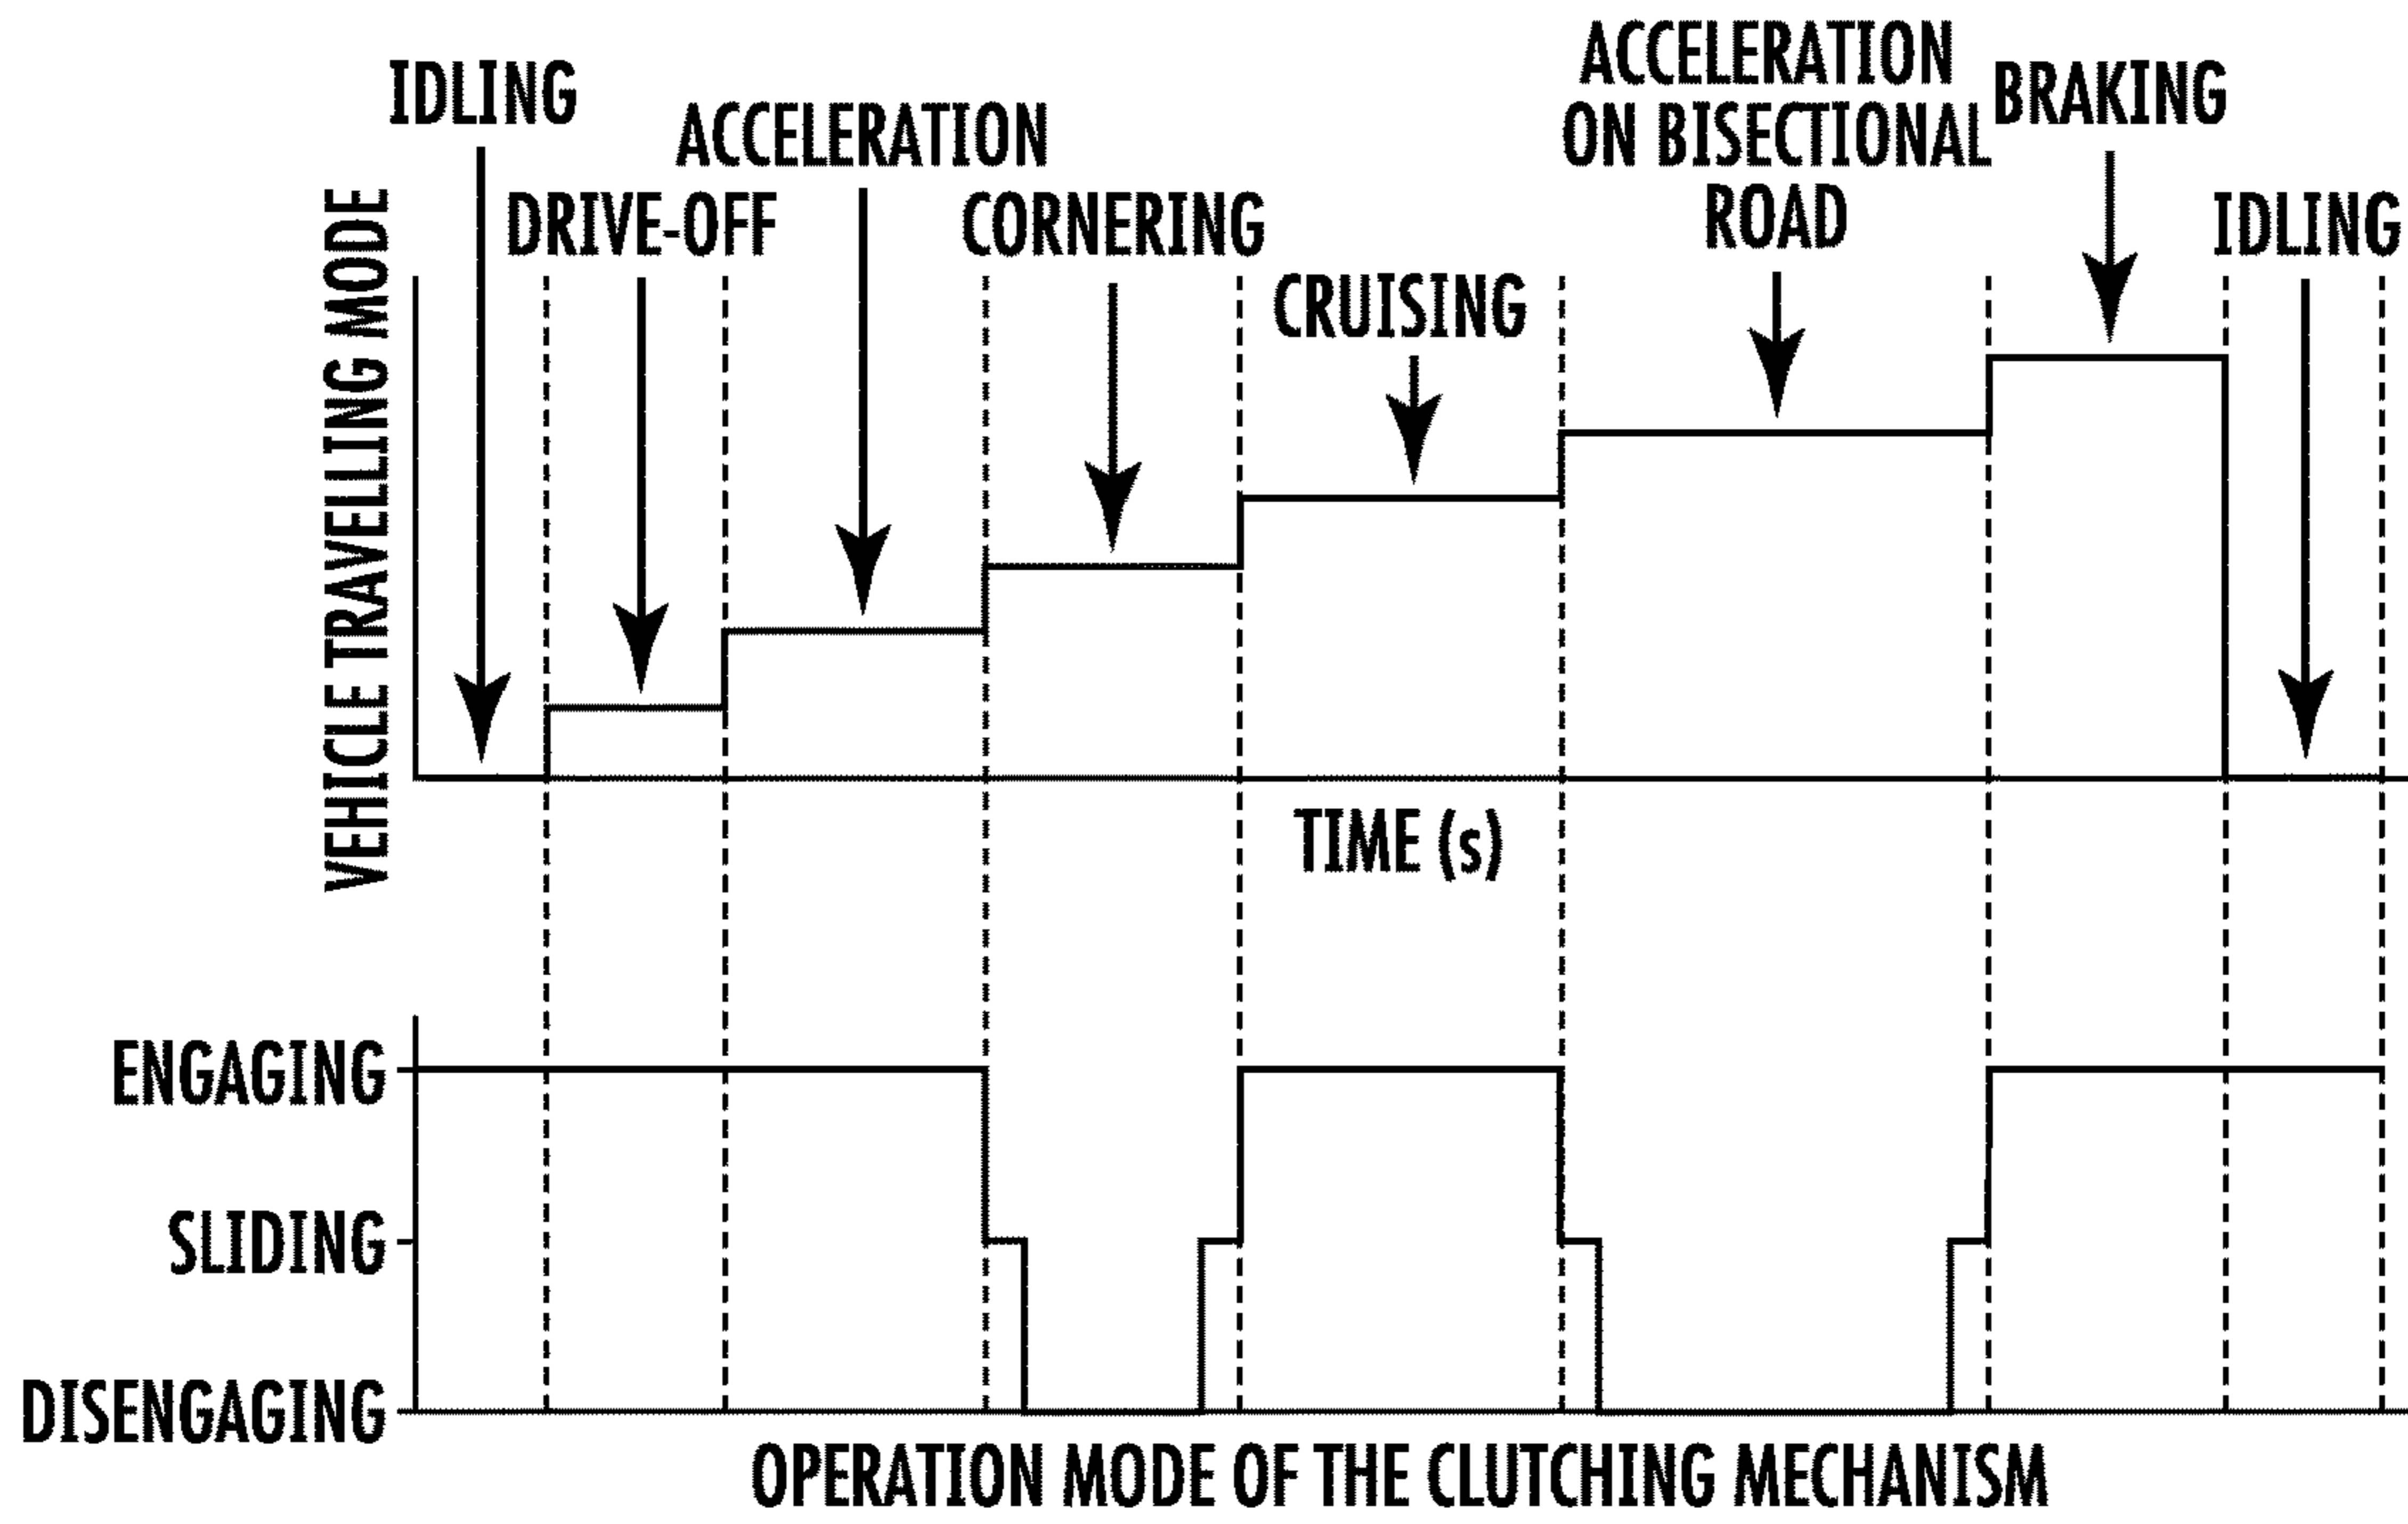 IDLING
DRIVE-OFF
ACCELERATION
CORNERING
CRUISING
ACCELERATION
ON BISECTIONAL
ROAD
BRAKING
IDLING
VEHICLE TRAVELLING MODE
TIME (s)
ENGAGING
SLIDING
DISENGAGING
OPERATION MODE OF THE CLUTCHING MECHANISM